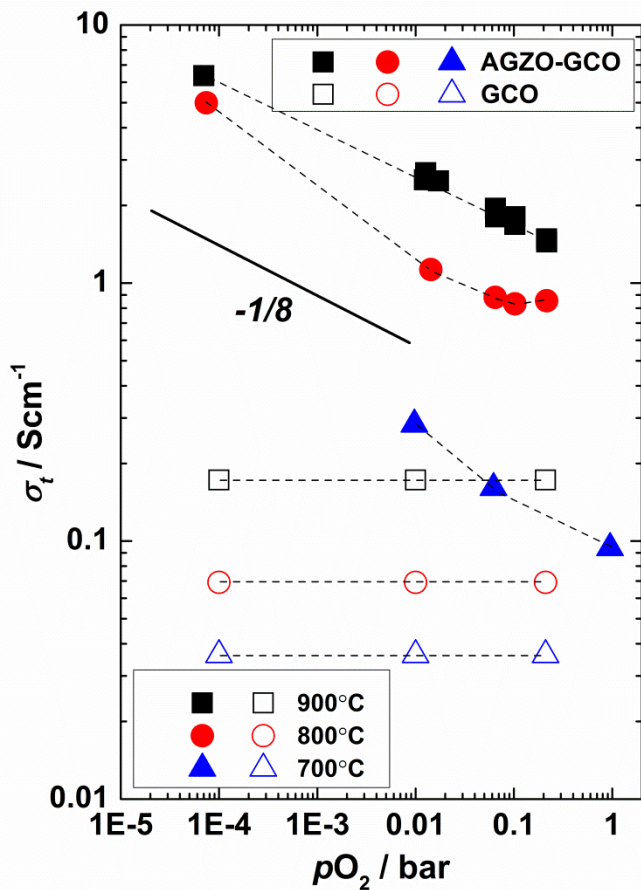 10
AGZO-GCO
GCO
1
-1/8
σt / Scm-1
0.1
900°C
800°C
700°C
0.01
1E-5 1E-4 1E-3 0.01 0.1 1
pO2 / bar